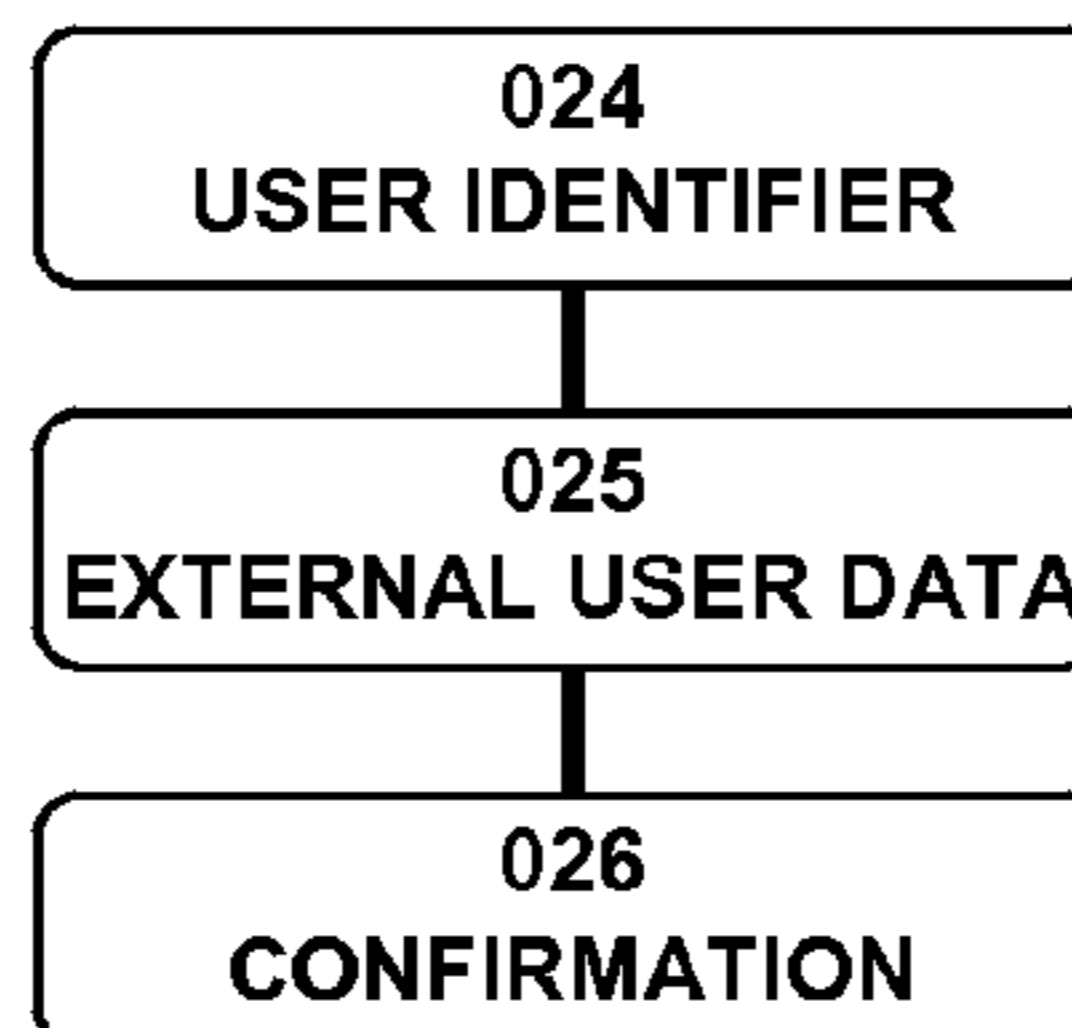 024
USER IDENTIFIER
025
EXTERNAL USER DATA
026
CONFIRMATION